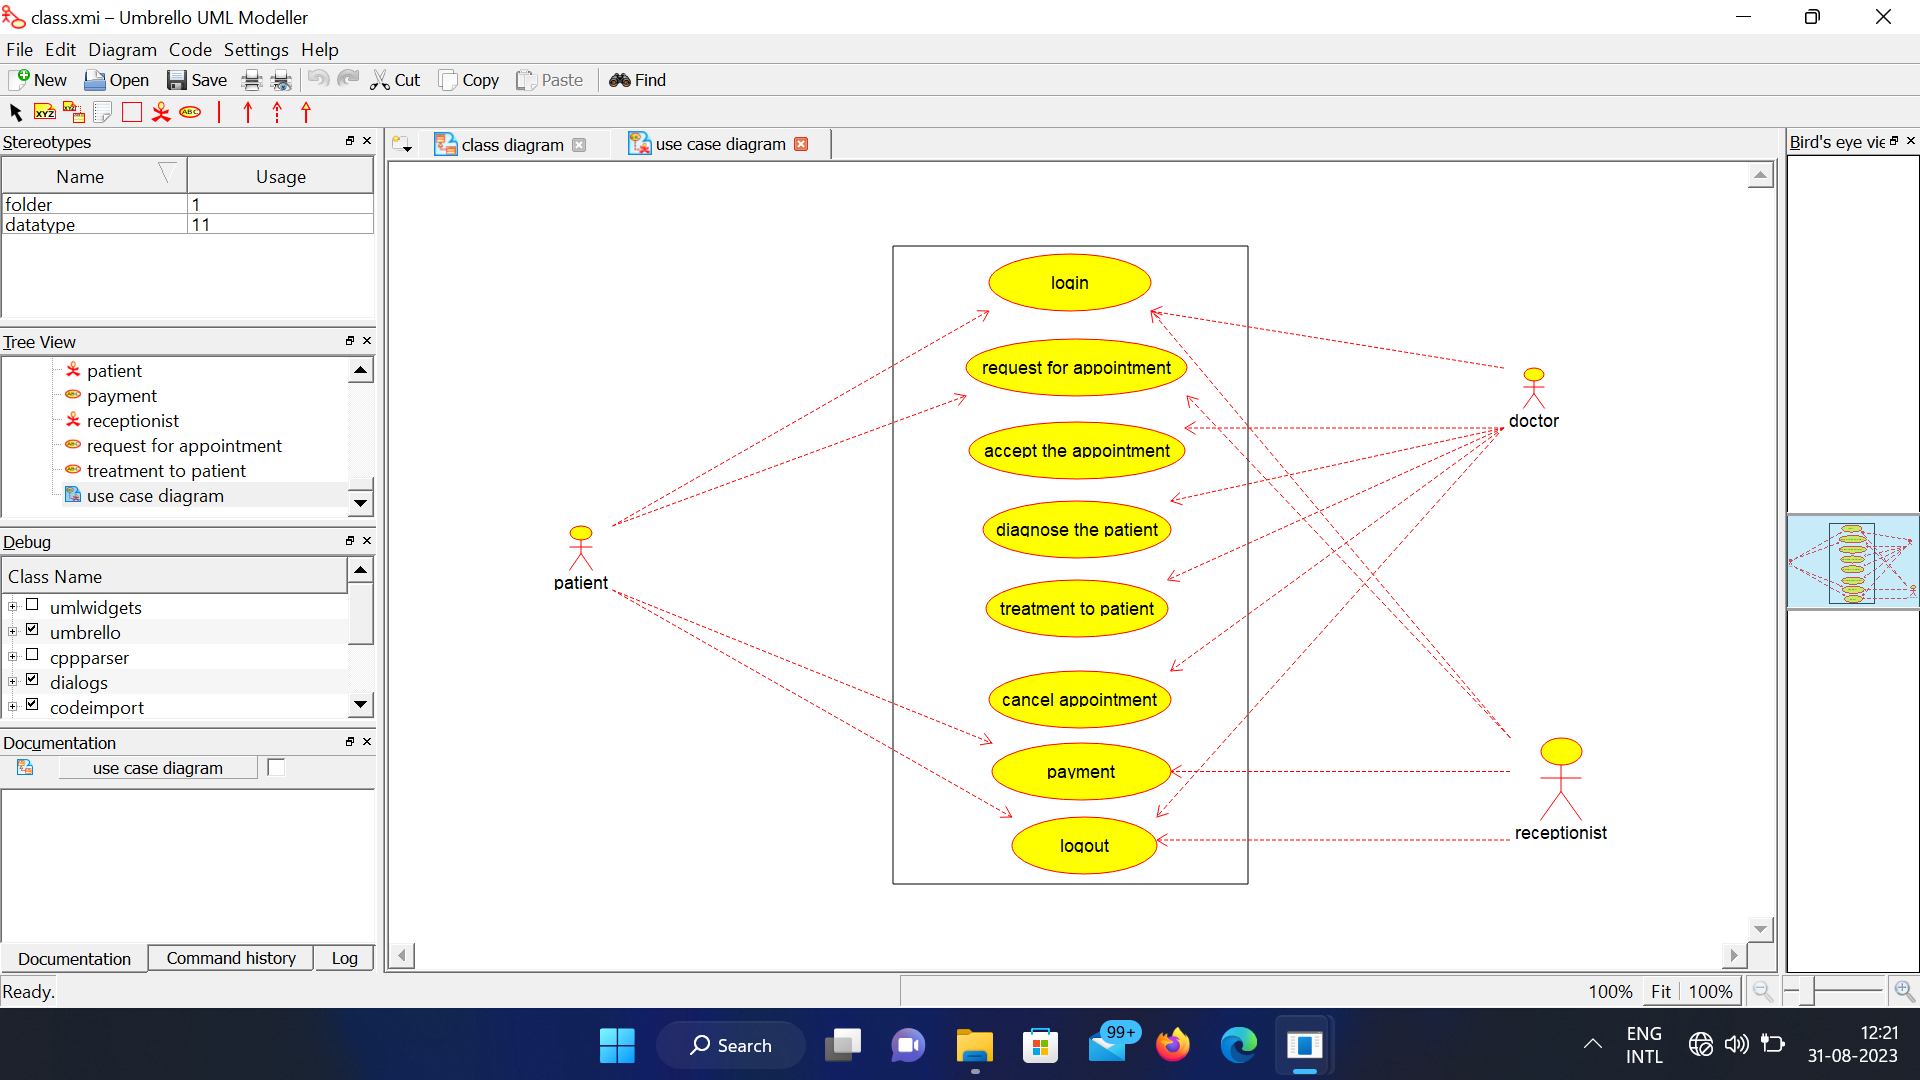 class.xmi – Umbrello UML Modeller
File Edit Diagram Code Settings Help
New Open Save Cut Copy Paste Find
XYZ XYZ ABC
Stereotypes
Name Usage
folder 1
datatype 11
Tree View
patient
payment
receptionist
request for appointment
treatment to patient
use case diagram
Debug
Class Name
umlwidgets
umbrello
cppparser
dialogs
codeimport
Documentation
use case diagram
Documentation Command history Log
Ready.
class diagram use case diagram
login
request for appointment
accept the appointment
diagnose the patient
treatment to patient
cancel appointment
payment
logout
patient
doctor
receptionist
Bird's eye vie
100% Fit 100%
Search
99+
ENG
INTL
12:21
31-08-2023